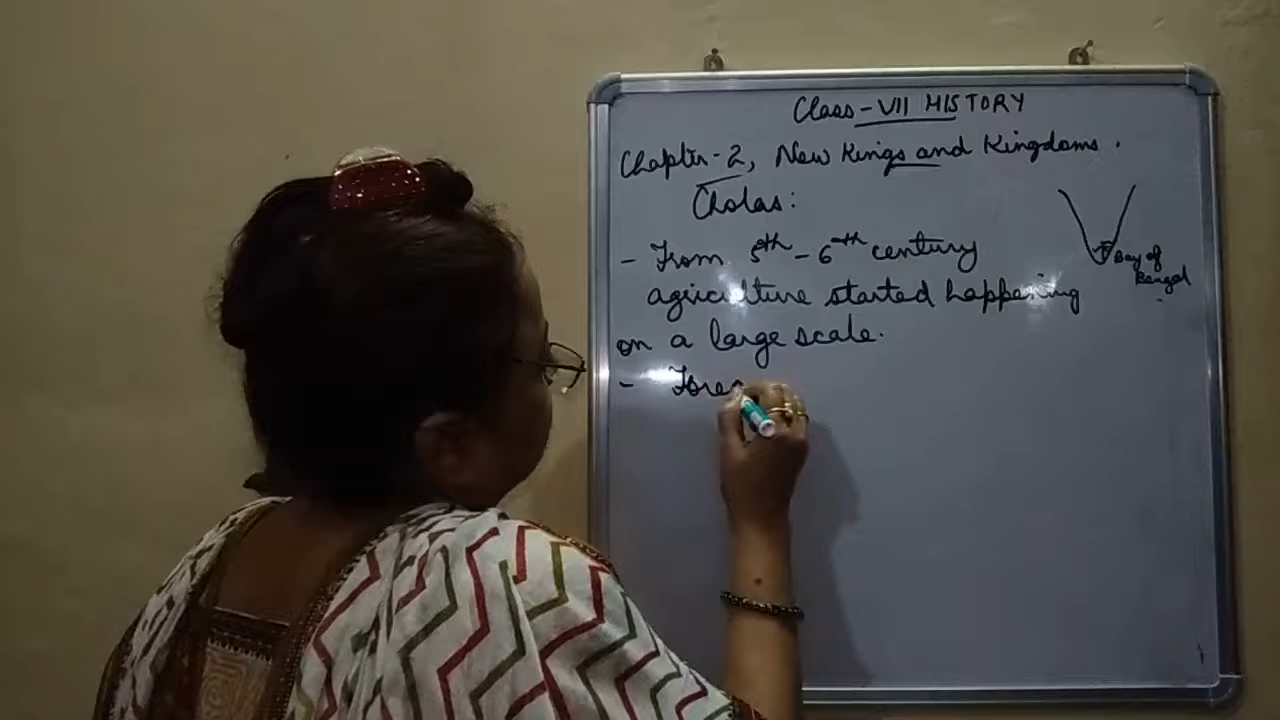 Class - VII HISTORY
Chapter - 2, New Kings and Kingdoms.
Cholas:
- From 5th - 6th century
agriculture started happening
on a large scale.
- Fores
Bay of
Bengal